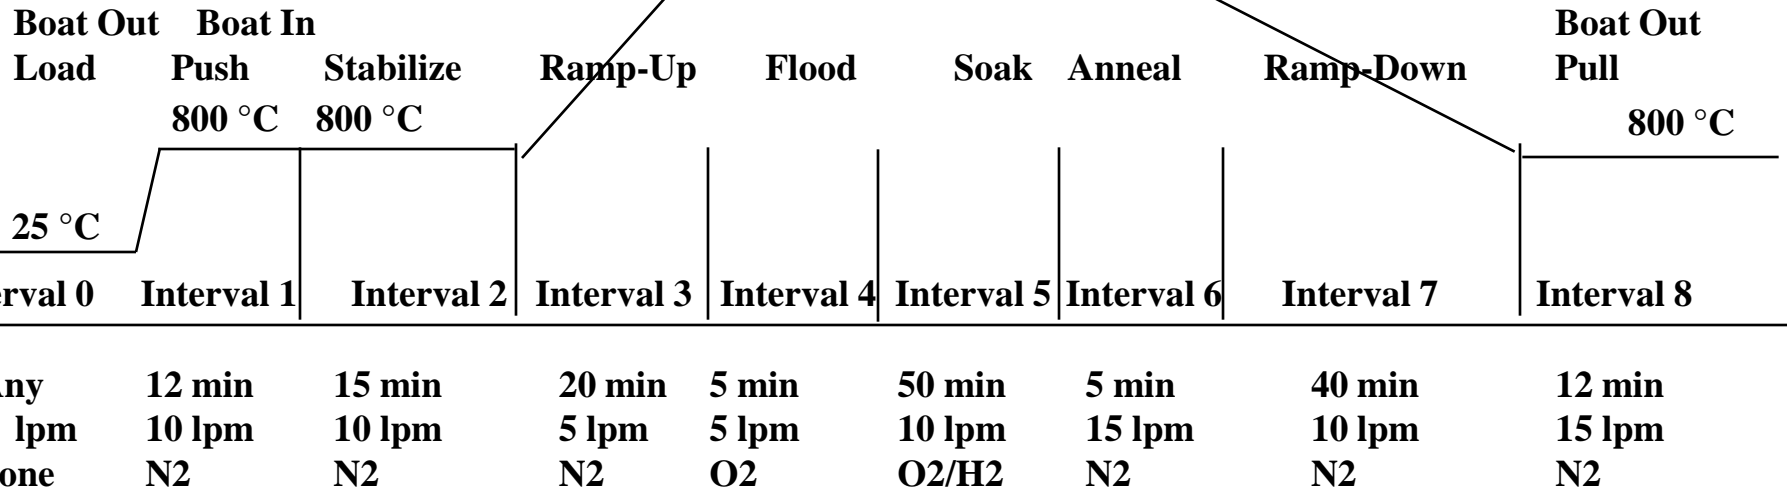 Boat Out Boat In Boat Out
Load Push Stabilize Ramp-Up Flood Soak Anneal Ramp-Down Pull
800 °C 800 °C 800 °C
25 °C
erval 0 Interval 1 Interval 2 Interval 3 Interval 4 Interval 5 Interval 6 Interval 7 Interval 8
ny 12 min 15 min 20 min 5 min 50 min 5 min 40 min 12 min
lpm 10 lpm 10 lpm 5 lpm 5 lpm 10 lpm 15 lpm 10 lpm 15 lpm
one N2 N2 N2 O2 O2/H2 N2 N2 N2